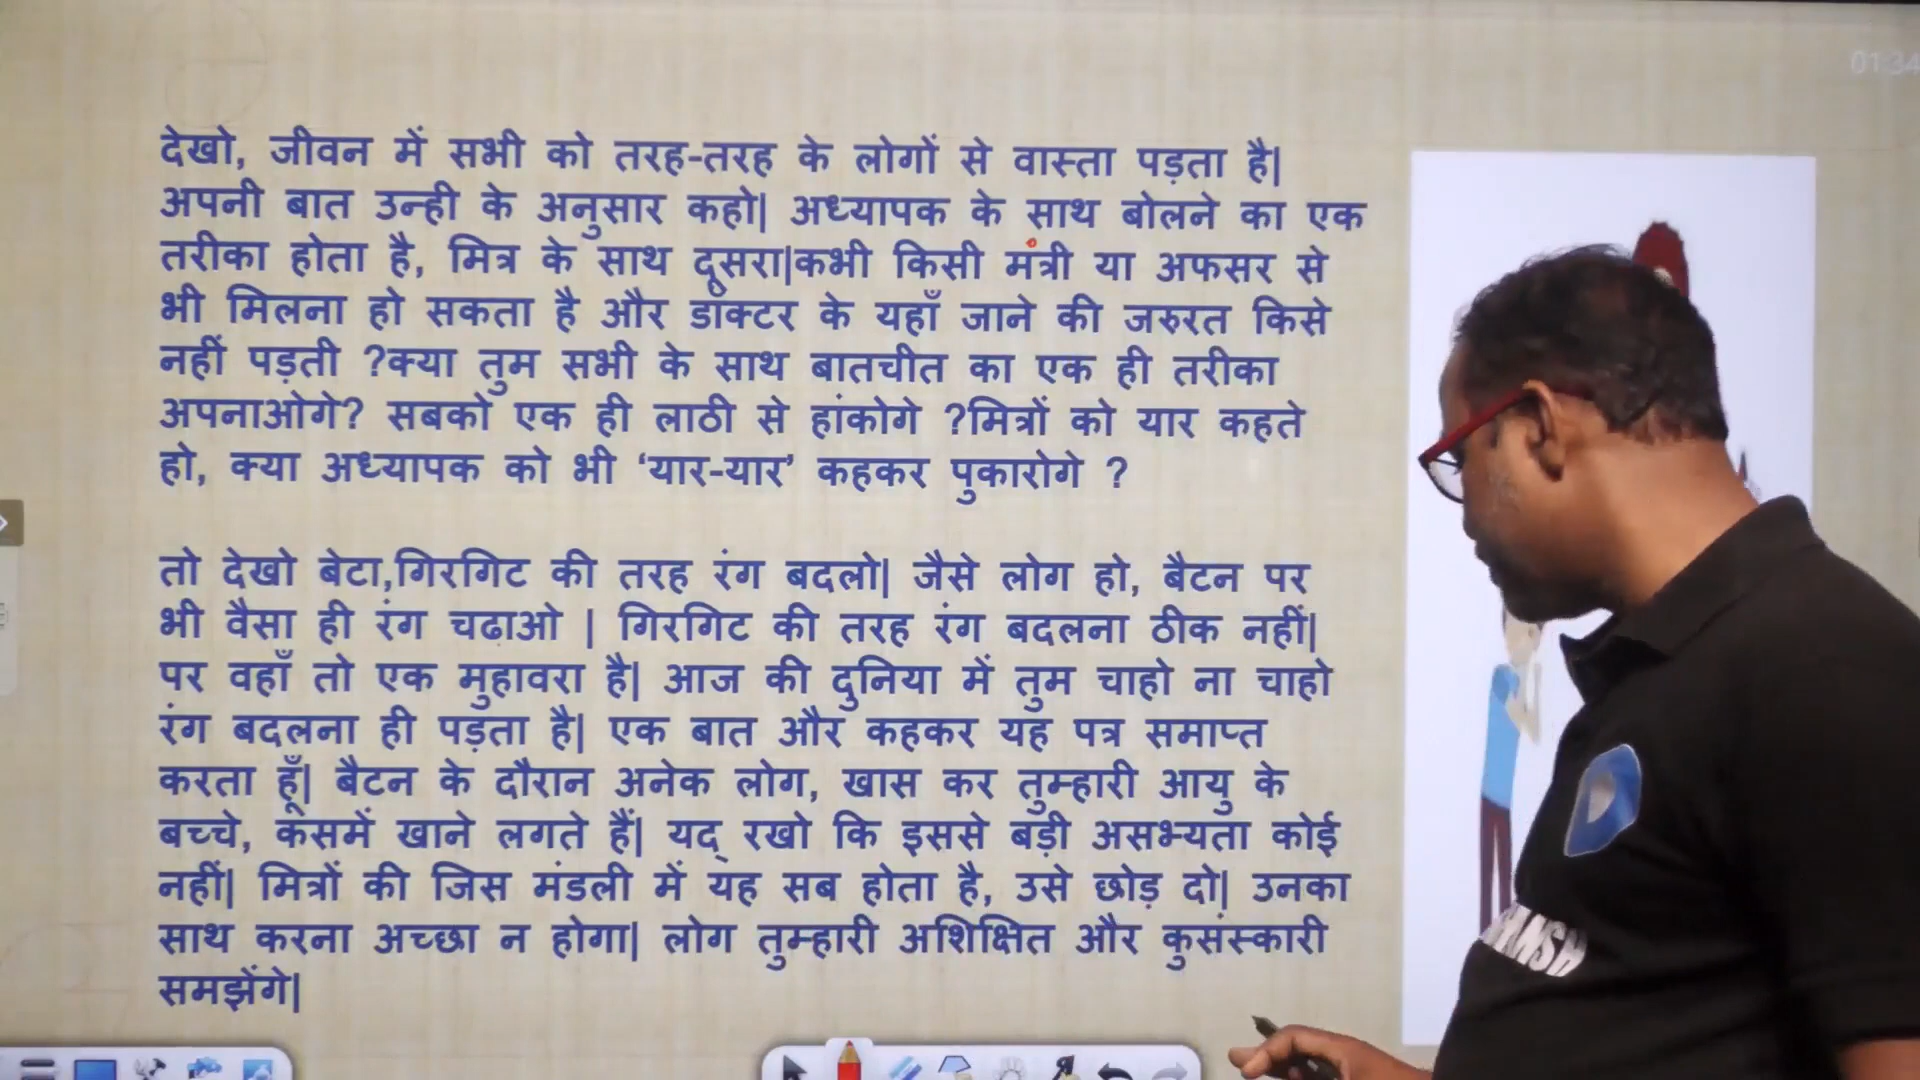 01:34
देखो, जीवन में सभी को तरह-तरह के लोगों से वास्ता पड़ता है|
अपनी बात उन्ही के अनुसार कहो| अध्यापक के साथ बोलने का एक
तरीका होता है, मित्र के साथ दूसरा|कभी किसी मंत्री या अफसर से
भी मिलना हो सकता है और डॉक्टर के यहाँ जाने की जरुरत किसे
नहीं पड़ती ?क्या तुम सभी के साथ बातचीत का एक ही तरीका
अपनाओगे? सबको एक ही लाठी से हांकोगे ?मित्रों को यार कहते
हो, क्या अध्यापक को भी ‘यार-यार’ कहकर पुकारोगे ?
तो देखो बेटा,गिरगिट की तरह रंग बदलो| जैसे लोग हो, बैटन पर
भी वैसा ही रंग चढाओ | गिरगिट की तरह रंग बदलना ठीक नहीं|
पर वहाँ तो एक मुहावरा है| आज की दुनिया में तुम चाहो ना चाहो
रंग बदलना ही पड़ता है| एक बात और कहकर यह पत्र समाप्त
करता हूँ| बैटन के दौरान अनेक लोग, खास कर तुम्हारी आयु के
बच्चे, कसमें खाने लगते हैं| यद् रखो कि इससे बड़ी असभ्यता कोई
नहीं| मित्रों की जिस मंडली में यह सब होता है, उसे छोड़ दो| उनका
साथ करना अच्छा न होगा| लोग तुम्हारी अशिक्षित और कुसंस्कारी
समझेंगे|